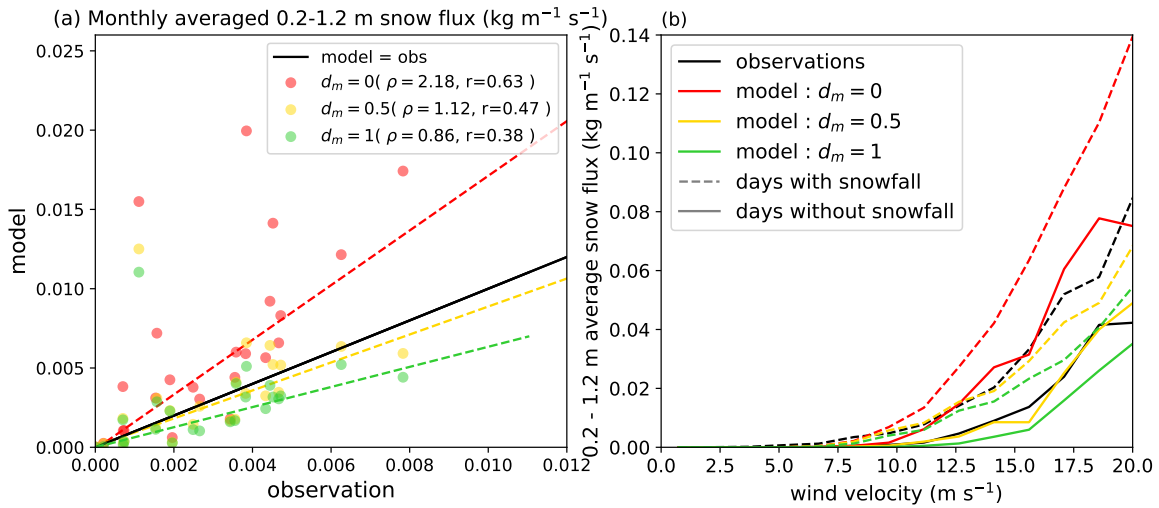 (a) Monthly averaged 0.2-1.2 m snow flux (kg m⁻¹ s⁻¹)
model = obs
dₘ = 0( ρ = 2.18, r=0.63 )
dₘ = 0.5( ρ = 1.12, r=0.47 )
dₘ = 1( ρ = 0.86, r=0.38 )
0.025
0.020
0.015
0.010
0.005
0.000
model
0.000 0.002 0.004 0.006 0.008 0.010 0.012
observation
(b)
observations
model : dₘ = 0
model : dₘ = 0.5
model : dₘ = 1
days with snowfall
days without snowfall
0.14
0.12
0.10
0.08
0.06
0.04
0.02
0.00
0.2 - 1.2 m average snow flux (kg m⁻¹ s⁻¹)
0.0 2.5 5.0 7.5 10.0 12.5 15.0 17.5 20.0
wind velocity (m s⁻¹)